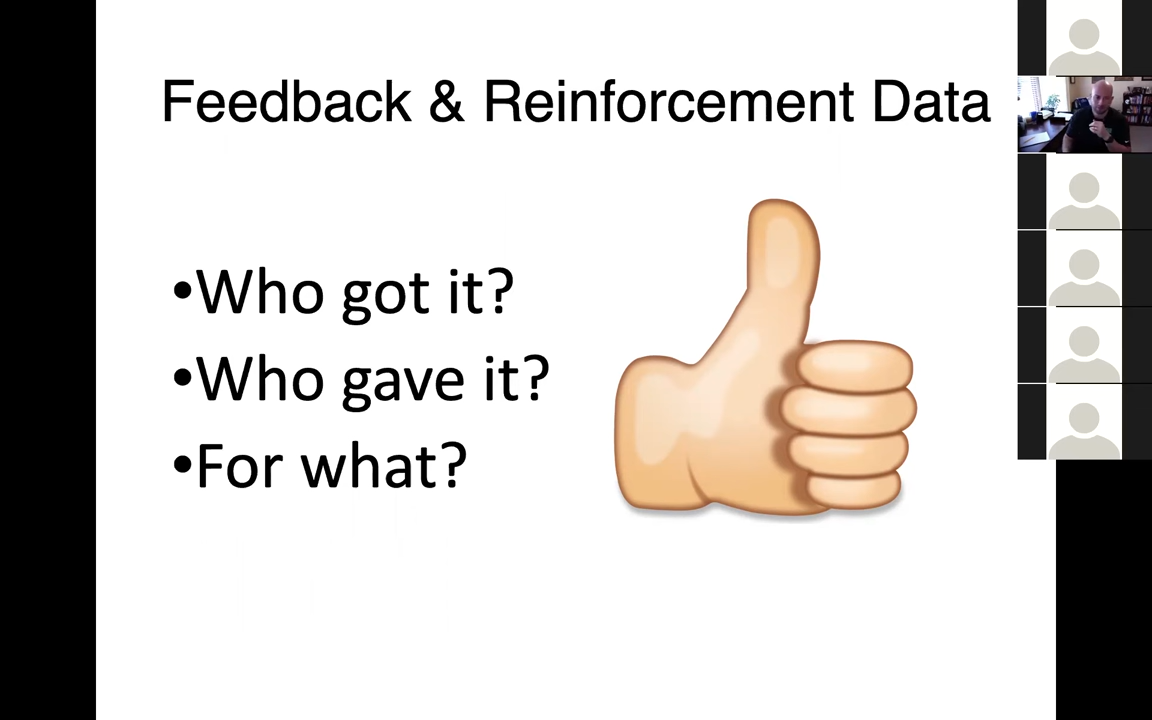 Feedback & Reinforcement Data
•Who got it?
•Who gave it?
•For what?